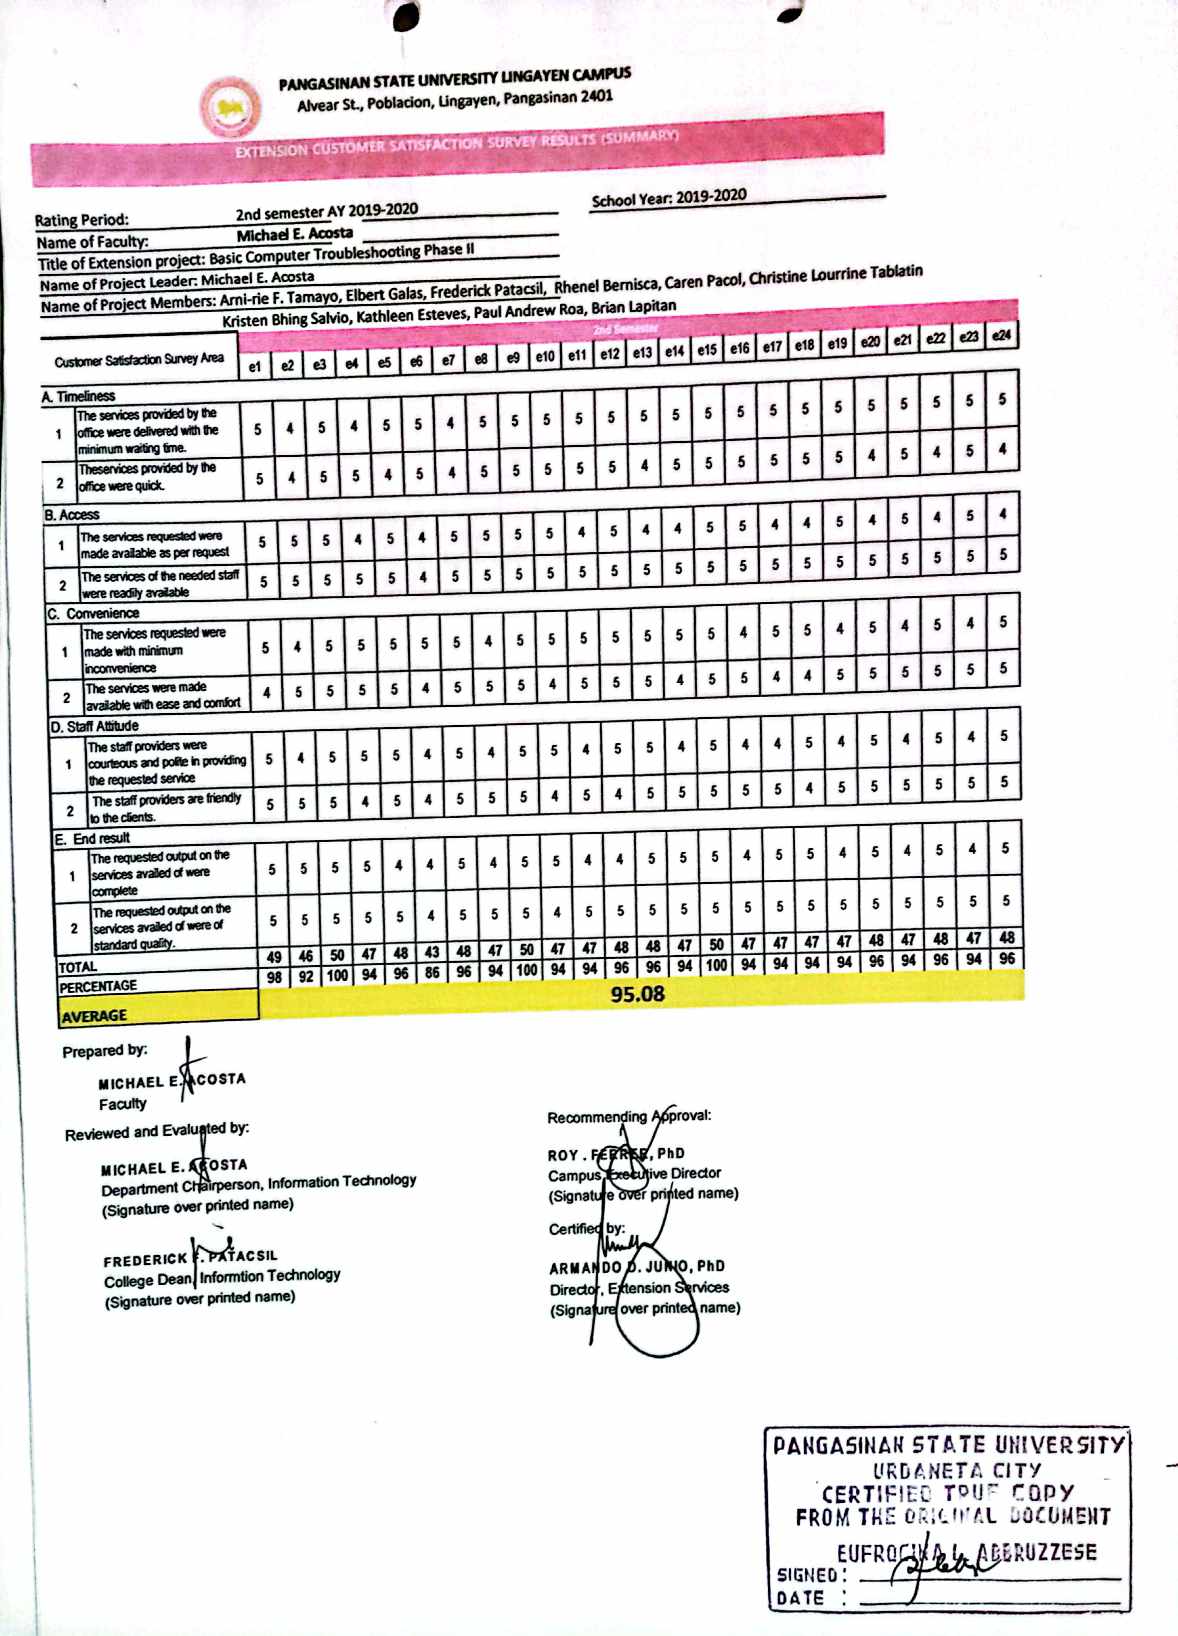 PANGASINAN STATE UNIVERSITY LINGAYEN CAMPUS
Alvear St., Poblacion, Lingayen, Pangasinan 2401
EXTENSION CUSTOMER SATISFACTION SURVEY RESULTS (SUMMARY)
Rating Period: 2nd semester AY 2019-2020 School Year: 2019-2020
Name of Faculty: Michael E. Acosta
Title of Extension project: Basic Computer Troubleshooting Phase II
Name of Project Leader: Michael E. Acosta
Name of Project Members: Arni-rie F. Tamayo, Elbert Galas, Frederick Patacsil, Rhenel Bernisca, Caren Pacol, Christine Lourrine Tablatin
Kristen Bhing Salvio, Kathleen Esteves, Paul Andrew Roa, Brian Lapitan
2nd Semester
Customer Satisfaction Survey Area e1 e2 e3 e4 e5 e6 e7 e8 e9 e10 e11 e12 e13 e14 e15 e16 e17 e18 e19 e20 e21 e22 e23 e24
A. Timeliness
The services provided by the
1 office were delivered with the 5 4 5 4 5 5 4 5 5 5 5 5 5 5 5 5 5 5 5 5 5 5 5 5
minimum waiting time.
Theservices provided by the
2 office were quick. 5 4 5 5 4 5 4 5 5 5 5 5 4 5 5 5 5 5 5 4 5 4 5 4
B. Access
1 The services requested were 5 5 5 4 5 4 5 5 5 5 4 5 4 4 5 5 4 4 5 4 5 4 5 4
made available as per request
2 The services of the needed staff 5 5 5 5 5 4 5 5 5 5 5 5 5 5 5 5 5 5 5 5 5 5 5 5
were readily available
C. Convenience
The services requested were
1 made with minimum 5 4 5 5 5 5 5 4 5 5 5 5 5 5 5 4 5 5 4 5 4 5 4 5
inconvenience
2 The services were made 4 5 5 5 5 4 5 5 5 4 5 5 5 4 5 5 4 4 5 5 5 5 5 5
available with ease and comfort
D. Staff Attitude
The staff providers were
1 courteous and polite in providing 5 4 5 5 5 4 5 4 5 5 4 5 5 4 5 4 4 5 4 5 4 5 4 5
the requested service
2 The staff providers are friendly 5 5 5 4 5 4 5 5 5 4 5 4 5 5 5 5 5 4 5 5 5 5 5 5
to the clients.
E. End result
The requested output on the
1 services availed of were 5 5 5 5 4 4 5 4 5 5 4 4 5 5 5 4 5 5 4 5 4 5 4 5
complete
The requested output on the
2 services availed of were of 5 5 5 5 5 4 5 5 5 4 5 5 5 5 5 5 5 5 5 5 5 5 5 5
standard quality.
TOTAL 49 46 50 47 48 43 48 47 50 47 47 48 48 47 50 47 47 47 47 48 47 48 47 48
PERCENTAGE 98 92 100 94 96 86 96 94 100 94 94 96 96 94 100 94 94 94 94 96 94 96 94 96
AVERAGE 95.08
Prepared by:
MICHAEL E. ACOSTA
Faculty
Reviewed and Evaluated by:
MICHAEL E. ACOSTA
Department Chairperson, Information Technology
(Signature over printed name)
FREDERICK F. PATACSIL
College Dean, Informtion Technology
(Signature over printed name)
Recommending Approval:
ROY . FERRER, PhD
Campus Executive Director
(Signature over printed name)
Certified by:
ARMANDO D. JUNIO, PhD
Director, Extension Services
(Signature over printed name)
PANGASINAN STATE UNIVERSITY
URDANETA CITY
CERTIFIED TRUE COPY
FROM THE ORIGINAL DOCUMENT
EUFROCINA L. ABBRUZZESE
SIGNED:
DATE :